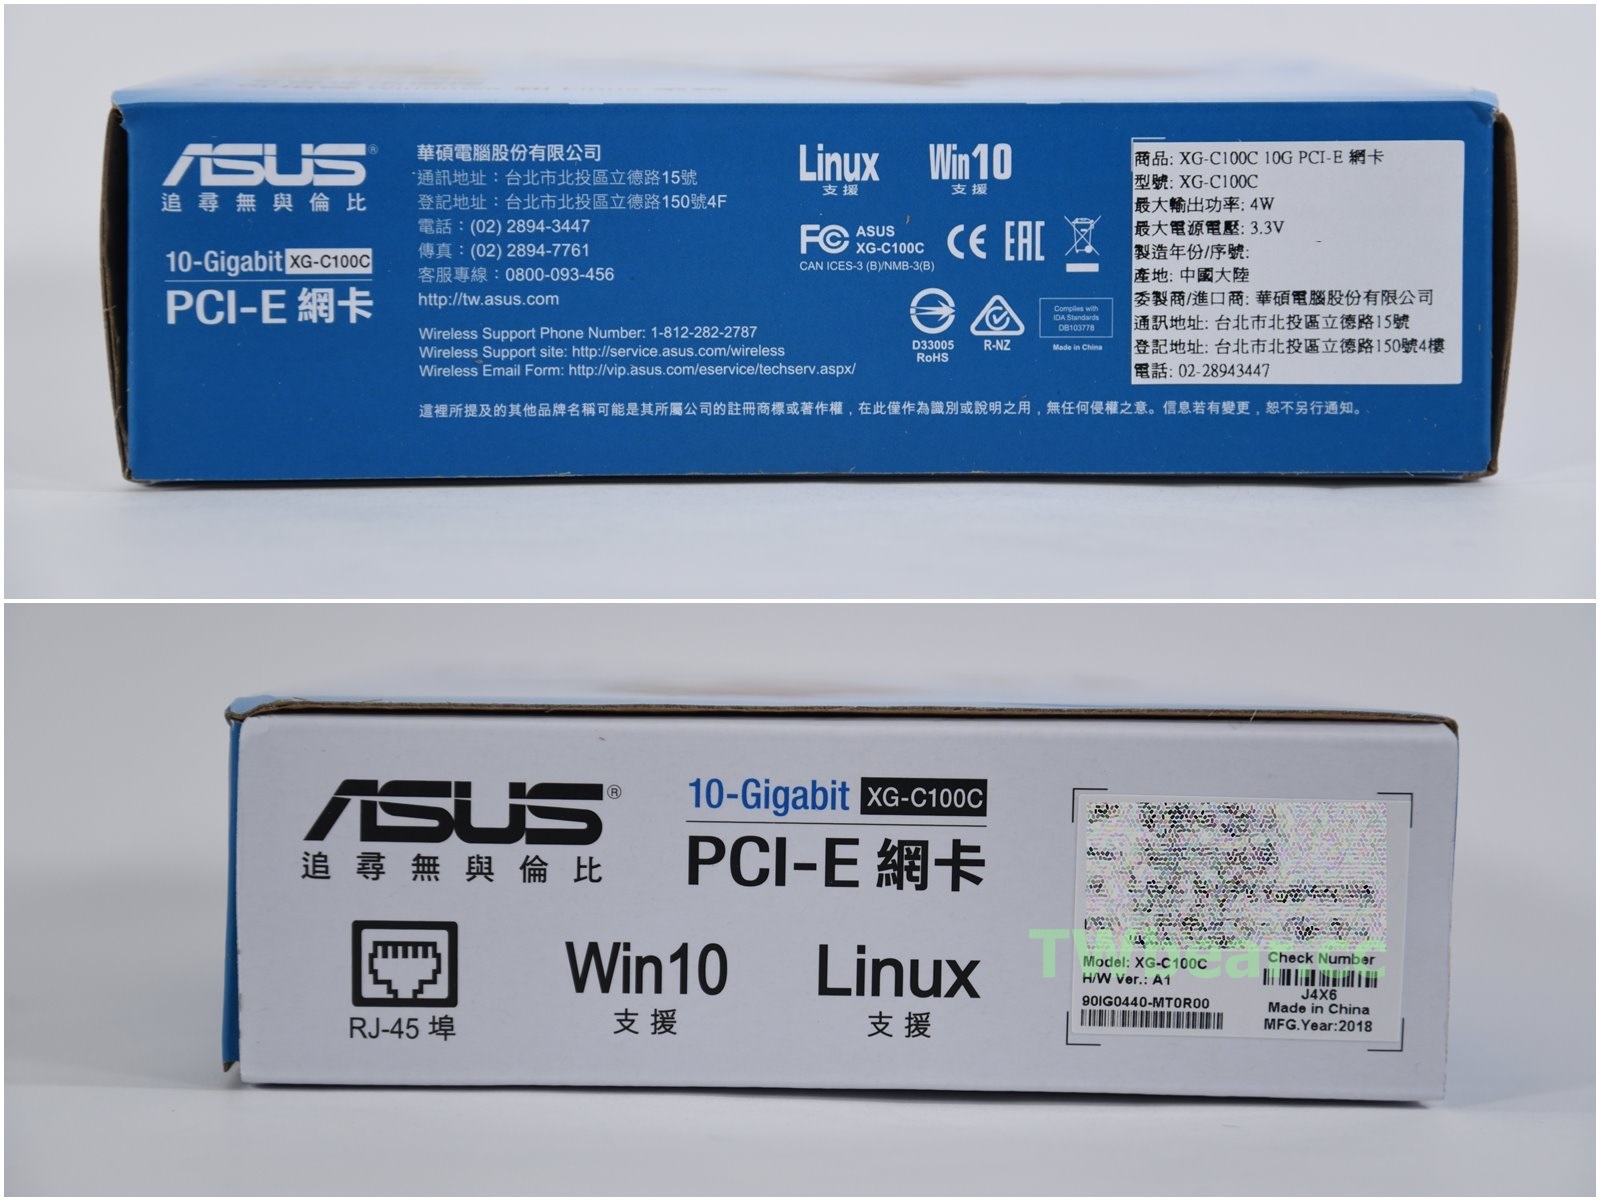 ASUS®
追尋無與倫比
10-Gigabit XG-C100C
PCI-E 網卡
華碩電腦股份有限公司
通訊地址：台北市北投區立德路15號
登記地址：台北市北投區立德路150號4F
電話：(02) 2894-3447
傳真：(02) 2894-7761
客服專線：0800-093-456
http://tw.asus.com
Wireless Support Phone Number: 1-812-282-2787
Wireless Support site: http://service.asus.com/wireless
Wireless Email Form: http://vip.asus.com/eservice/techserv.aspx/
這裡所提及的其他品牌名稱可能是其所屬公司的註冊商標或著作權，在此僅作為識別或說明之用，無任何侵權之意。信息若有變更，恕不另行通知。
Linux
支援
Win10
支援
FC ASUS
XG-C100C
CAN ICES-3 (B)/NMB-3(B)
CE
EAC
D33005
RoHS
R-NZ
Complies with
IDA Standards
DB103778
Made in China
商品: XG-C100C 10G PCI-E 網卡
型號: XG-C100C
最大輸出功率: 4W
最大電源電壓: 3.3V
製造年份/序號:
產地: 中國大陸
委製商/進口商: 華碩電腦股份有限公司
通訊地址: 台北市北投區立德路15號
登記地址: 台北市北投區立德路150號4樓
電話: 02-28943447
ASUS®
追尋無與倫比
10-Gigabit XG-C100C
PCI-E 網卡
RJ-45 埠
Win10
支援
Linux
支援
TWbear.cc
Model: XG-C100C
H/W Ver.: A1
90IG0440-MT0R00
Check Number
J4X6
Made in China
MFG.Year:2018